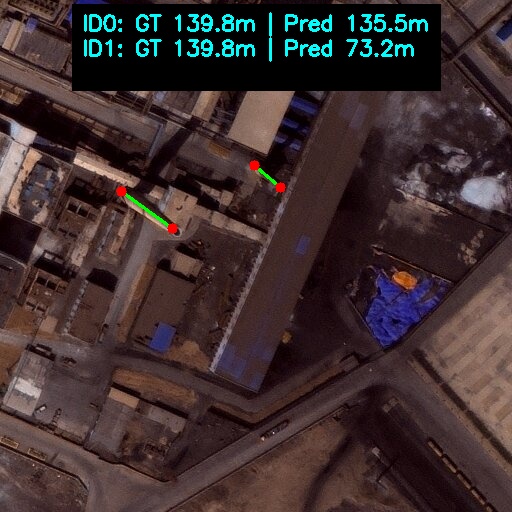 ID0: GT 139.8m | Pred 135.5m
ID1: GT 139.8m | Pred 73.2m